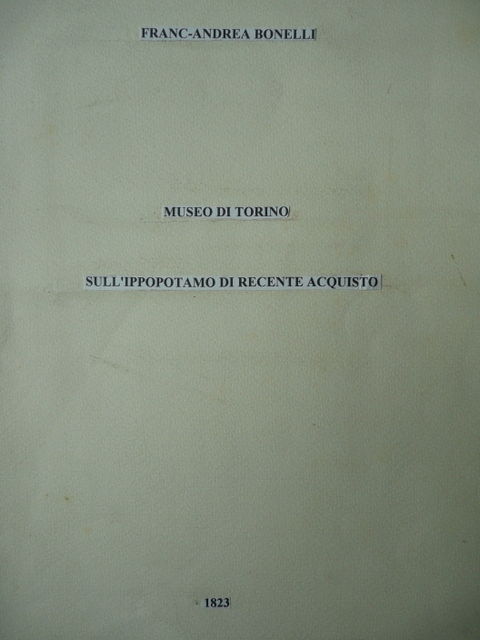 FRANC-ANDREA BONELLI
MUSEO DI TORINO
SULL'IPPOPOTAMO DI RECENTE ACQUISTO
1823